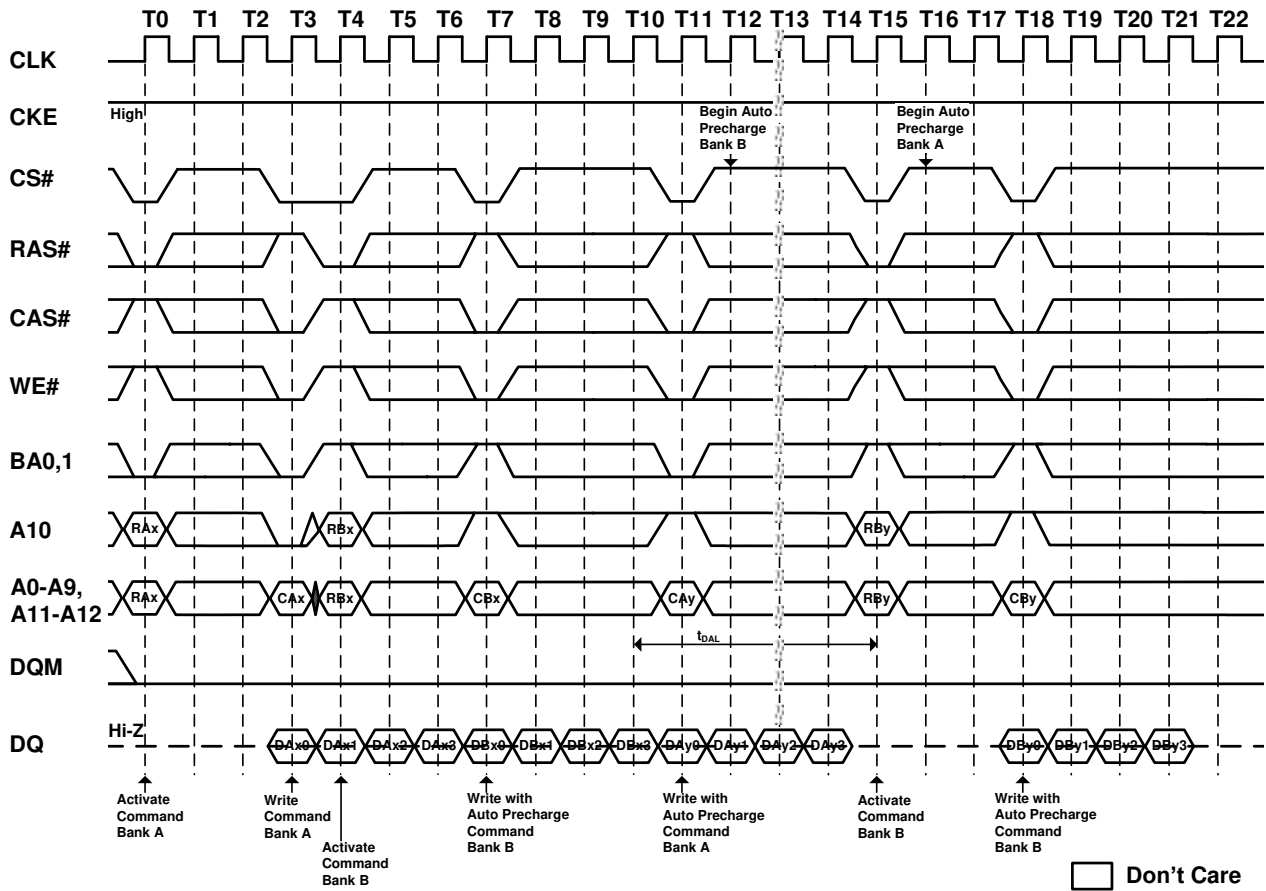 T0 T1 T2 T3 T4 T5 T6 T7 T8 T9 T10 T11 T12 T13 T14 T15 T16 T17 T18 T19 T20 T21 T22
CLK
CKE
High
Begin Auto
Precharge
Bank B
Begin Auto
Precharge
Bank A
CS#
RAS#
CAS#
WE#
BA0,1
A10
RAx RBx RBy
A0-A9,
A11-A12
RAx CAx RBx CBx CAy RBy CBy
tDAL
DQM
Hi-Z
DQ
DAx0 DAx1 DAx2 DAx3 DBx0 DBx1 DBx2 DBx3 DAy0 DAy1 DAy2 DAy3 DBy0 DBy1 DBy2 DBy3
Activate
Command
Bank A
Write
Command
Bank A
Activate
Command
Bank B
Write with
Auto Precharge
Command
Bank B
Write with
Auto Precharge
Command
Bank A
Activate
Command
Bank B
Write with
Auto Precharge
Command
Bank B
Don't Care